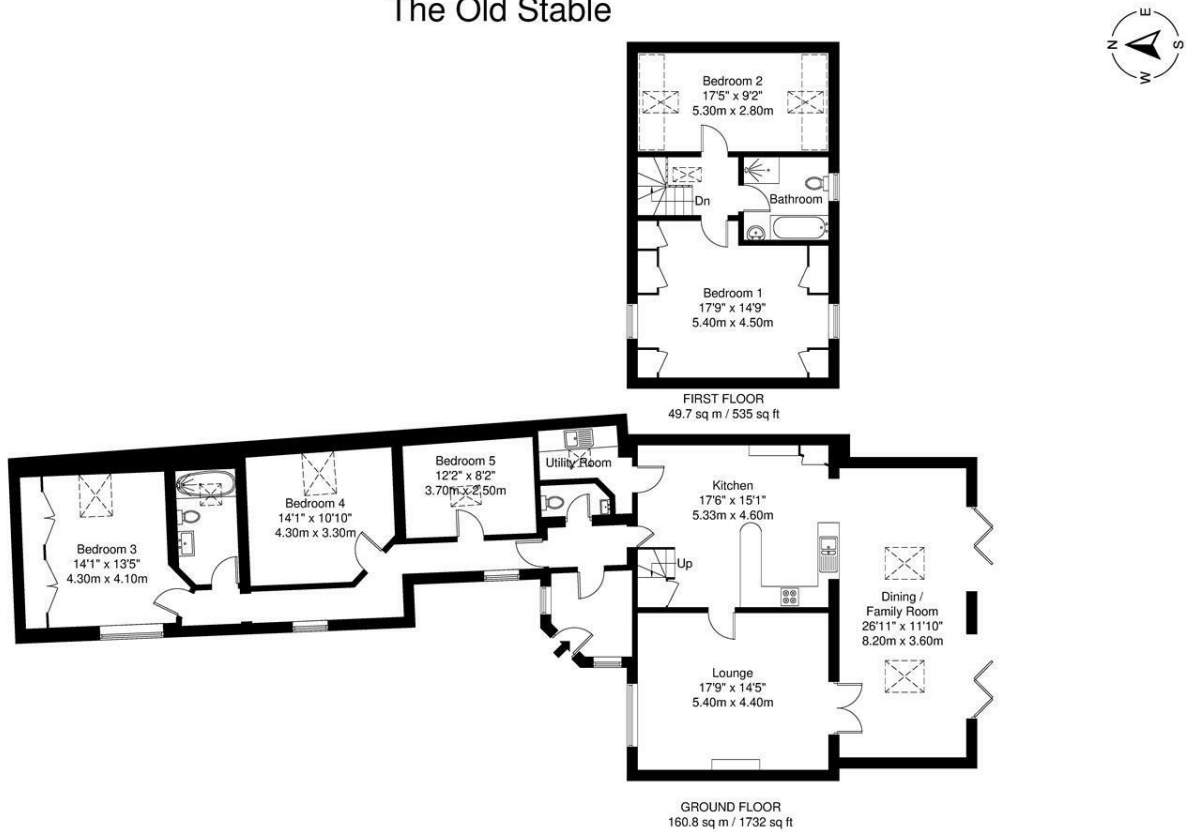 The Old Stable
E
N
S
W
Bedroom 2
17'5" x 9'2"
5.30m x 2.80m
Dn
Bathroom
Bedroom 1
17'9" x 14'9"
5.40m x 4.50m
FIRST FLOOR
49.7 sq m / 535 sq ft
Bedroom 3
14'1" x 13'5"
4.30m x 4.10m
Bedroom 4
14'1" x 10'10"
4.30m x 3.30m
Bedroom 5
12'2" x 8'2"
3.70m x 2.50m
Utility Room
Kitchen
17'6" x 15'1"
5.33m x 4.60m
Up
Dining /
Family Room
26'11" x 11'10"
8.20m x 3.60m
Lounge
17'9" x 14'5"
5.40m x 4.40m
GROUND FLOOR
160.8 sq m / 1732 sq ft